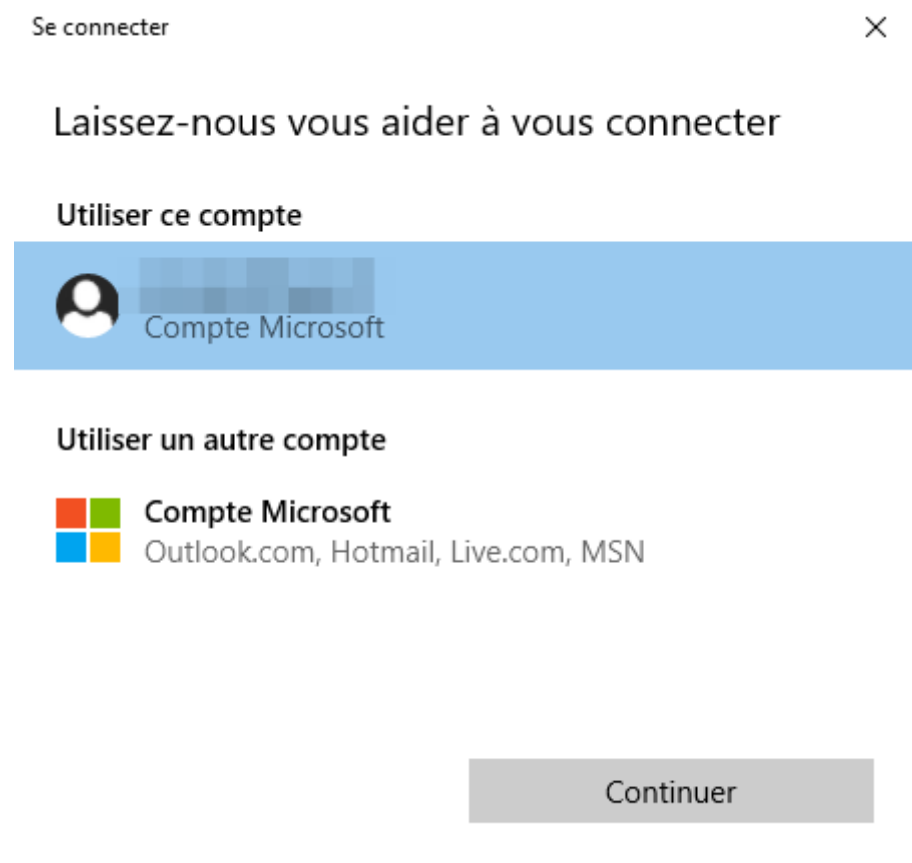 Se connecter
Laissez-nous vous aider à vous connecter
Utiliser ce compte
Compte Microsoft
Utiliser un autre compte
Compte Microsoft
Outlook.com, Hotmail, Live.com, MSN
Continuer